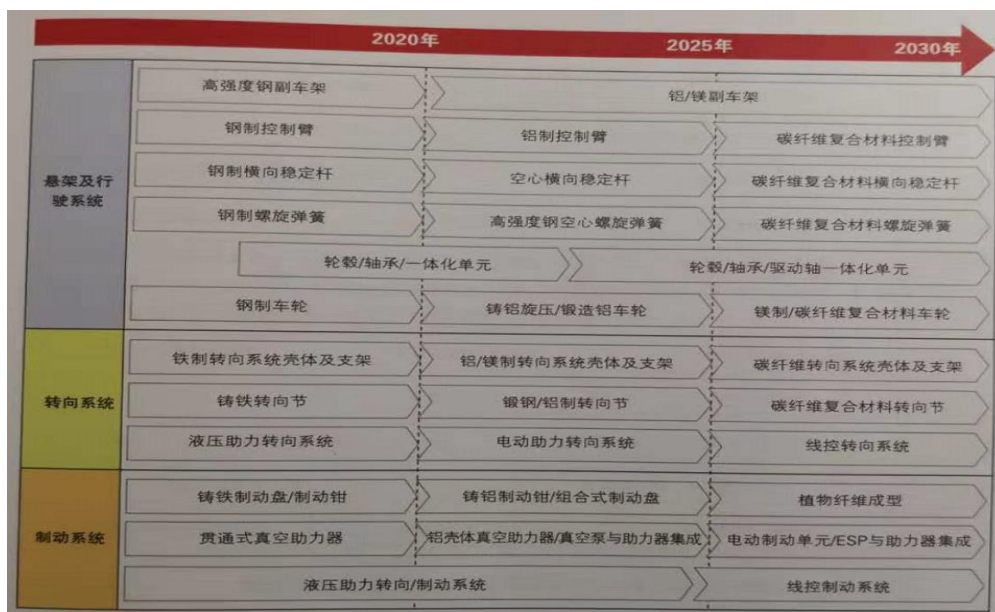 2020年 2025年 2030年
高强度钢副车架 铝/镁副车架
钢制控制臂 铝制控制臂 碳纤维复合材料控制臂
悬架及行
驶系统
钢制横向稳定杆 空心横向稳定杆 碳纤维复合材料横向稳定杆
钢制螺旋弹簧 高强度钢空心螺旋弹簧 碳纤维复合材料螺旋弹簧
轮毂/轴承/一体化单元 轮毂/轴承/驱动轴一体化单元
钢制车轮 铸铝旋压/锻造铝车轮 镁制/碳纤维复合材料车轮
铁制转向系统壳体及支架 铝/镁制转向系统壳体及支架 碳纤维转向系统壳体及支架
转向系统 铸铁转向节 锻钢/铝制转向节 碳纤维复合材料转向节
液压助力转向系统 电动助力转向系统 线控转向系统
铸铁制动盘/制动钳 铸铝制动钳/组合式制动盘 植物纤维成型
制动系统 贯通式真空助力器 铝壳体真空助力器/真空泵与助力器集成 电动制动单元/ESP与助力器集成
液压助力转向/制动系统 线控制动系统